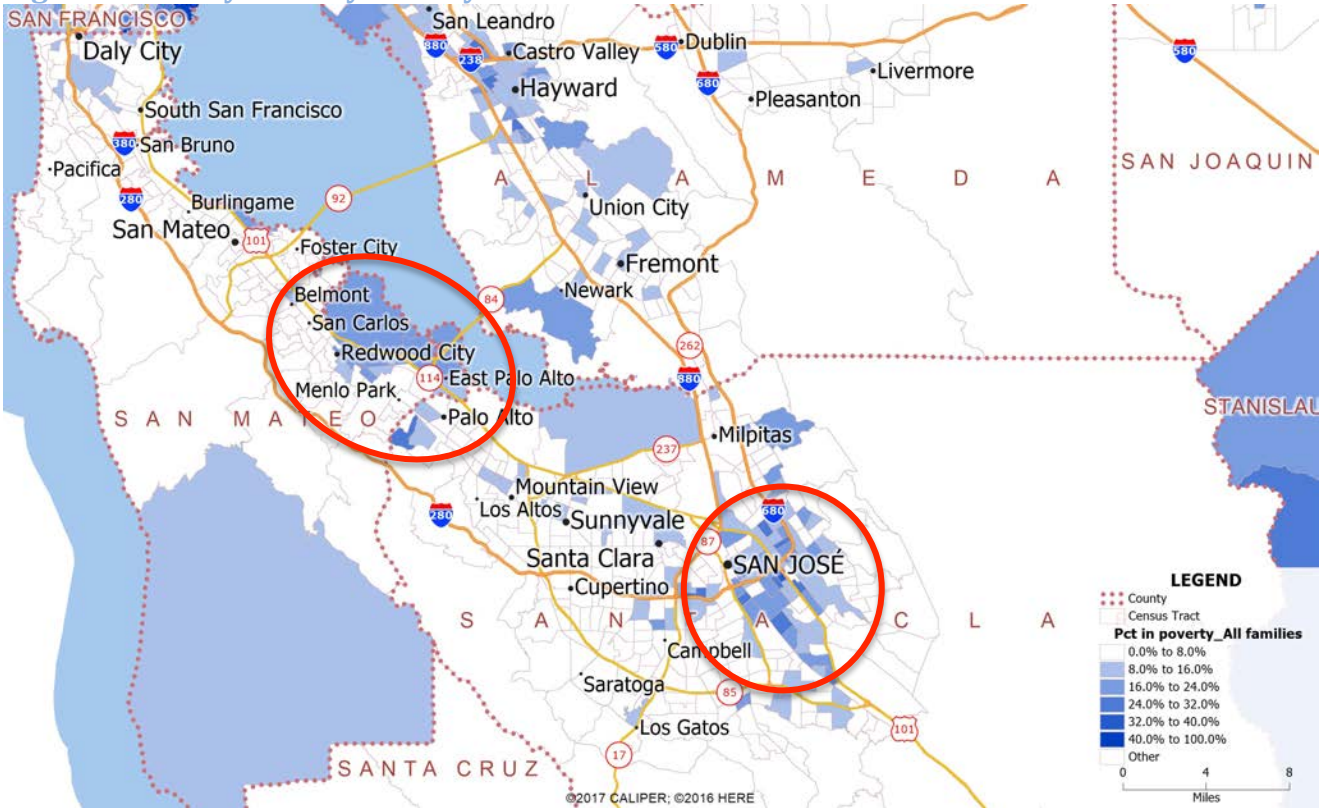 SAN FRANCISCO
Daly City
South San Francisco
380
San Bruno
Pacifica
280
Burlingame
San Mateo
101
92
Foster City
Belmont
San Carlos
Redwood City
84
114
East Palo Alto
Menlo Park
Palo Alto
SAN MATEO
San Leandro
880
238
Castro Valley
580
Dublin
680
580
Livermore
Hayward
Pleasanton
ALAMEDA
SAN JOAQUIN
Union City
Fremont
Newark
262
880
STANISLAU
Milpitas
237
Mountain View
Los Altos
280
Sunnyvale
680
87
Santa Clara
SAN JOSÉ
Cupertino
SANTA CLA
Campbell
Saratoga
85
Los Gatos
101
17
SANTA CRUZ
LEGEND
County
Census Tract
Pct in poverty_All families
0.0% to 8.0%
8.0% to 16.0%
16.0% to 24.0%
24.0% to 32.0%
32.0% to 40.0%
40.0% to 100.0%
Other
0 4 8
Miles
©2017 CALIPER; ©2016 HERE